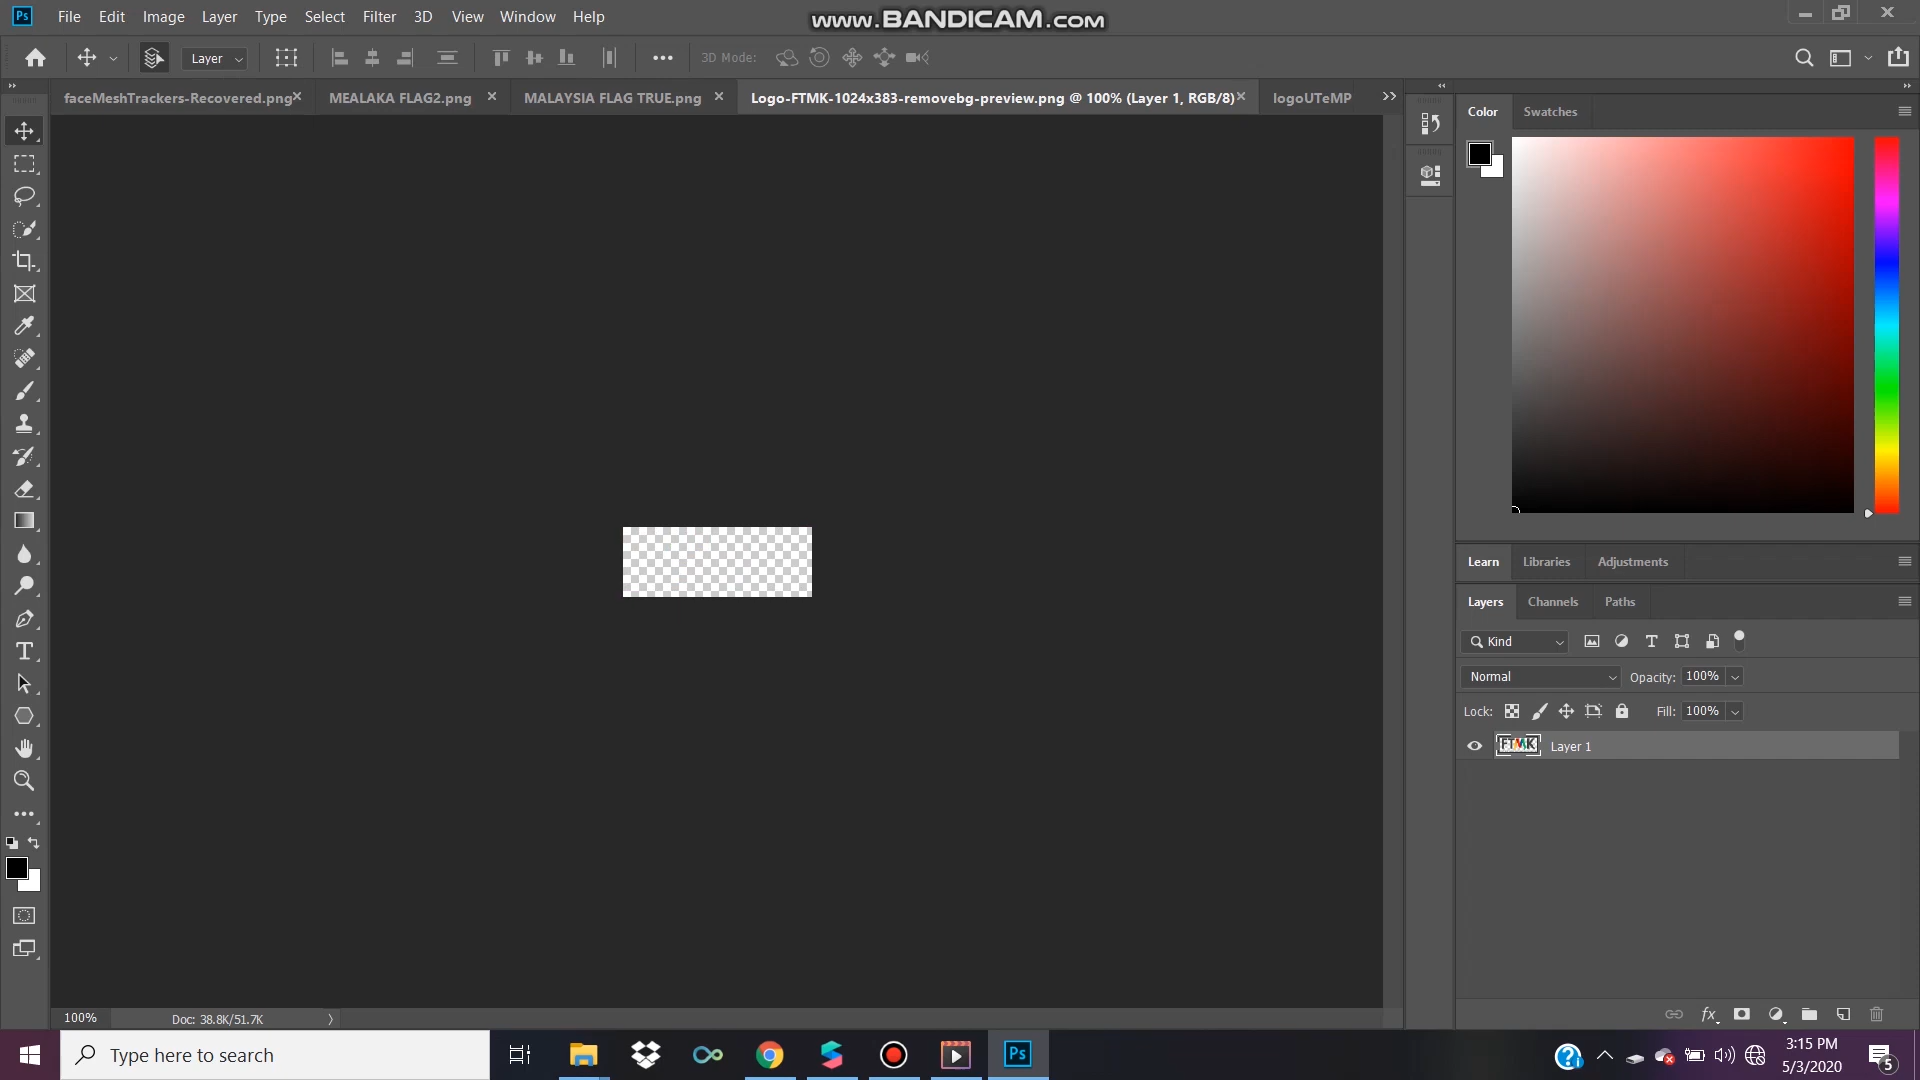 File Edit Image Layer Type Select Filter 3D View Window Help
www.BANDICAM.com
Layer
3D Mode:
faceMeshTrackers-Recovered.png
MEALAKA FLAG2.png
MALAYSIA FLAG TRUE.png
Logo-FTMK-1024x383-removebg-preview.png @ 100% (Layer 1, RGB/8)
logoUTeMP
Color Swatches
Learn Libraries Adjustments
Layers Channels Paths
Kind
Normal Opacity: 100%
Lock: Fill: 100%
FTMK Layer 1
100% Doc: 38.8K/51.7K
Type here to search
Ps
3:15 PM
5/3/2020
5